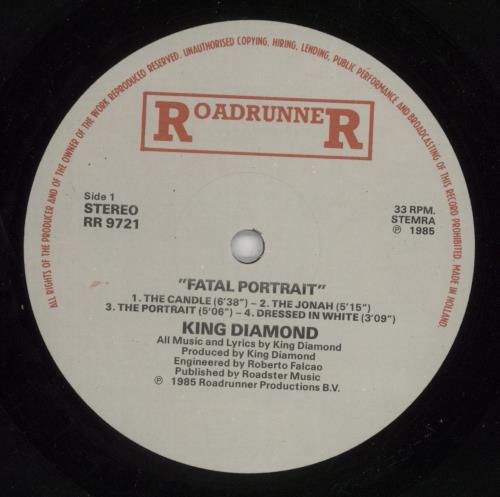 ALL RIGHTS OF THE PRODUCER AND OF THE OWNER OF THE WORK REPRODUCED RESERVED. UNAUTHORISED COPYING, HIRING, LENDING, PUBLIC PERFORMANCE AND BROADCASTING OF THIS RECORD PROHIBITED. MADE IN HOLLAND.
ROADRUNNER
Side 1
STEREO
RR 9721
33 RPM.
STEMRA
℗ 1985
"FATAL PORTRAIT"
1. THE CANDLE (6'38") – 2. THE JONAH (5'15")
3. THE PORTRAIT (5'06") – 4. DRESSED IN WHITE (3'09")
KING DIAMOND
All Music and Lyrics by King Diamond
Produced by King Diamond
Engineered by Roberto Falcao
Published by Roadster Music
℗ 1985 Roadrunner Productions B.V.